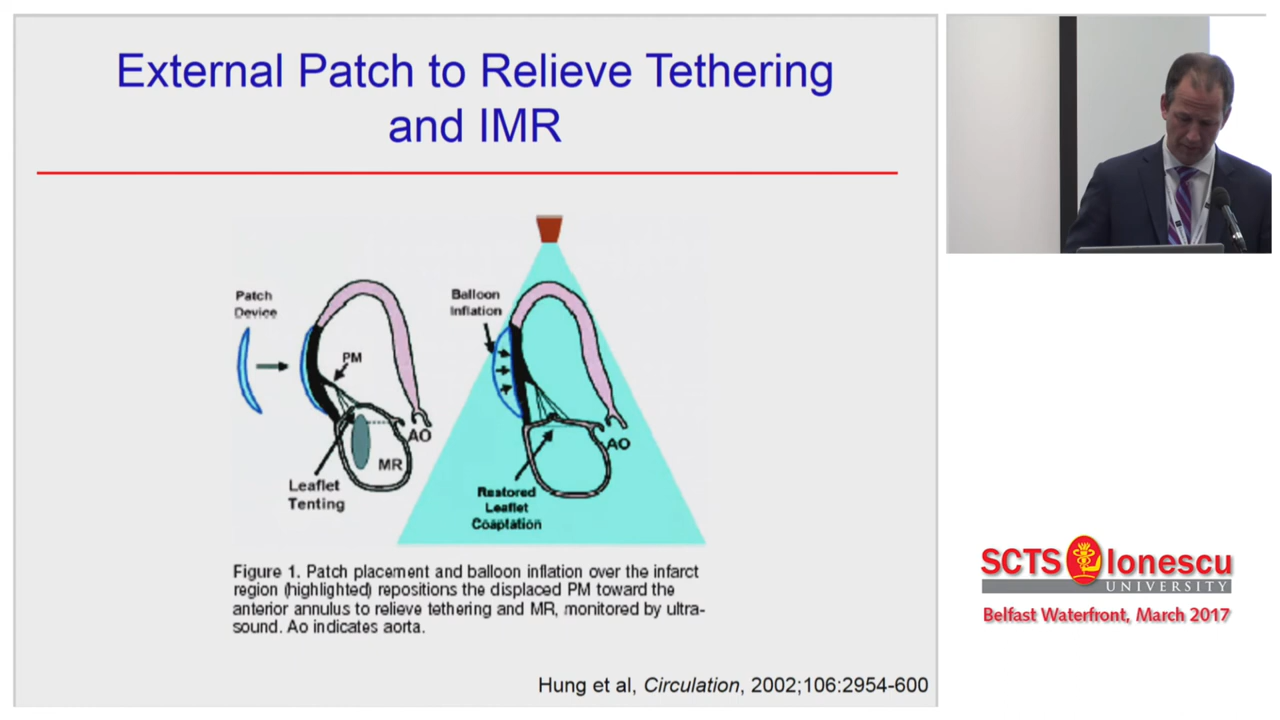 External Patch to Relieve Tethering
and IMR
Patch
Device
PM
AO
MR
Leaflet
Tenting
Balloon
Inflation
AO
Restored
Leaflet
Coaptation
Figure 1. Patch placement and balloon inflation over the infarct
region (highlighted) repositions the displaced PM toward the
anterior annulus to relieve tethering and MR, monitored by ultra-
sound. Ao indicates aorta.
Hung et al, Circulation, 2002;106:2954-600
SCTS Ionescu
UNIVERSITY
Belfast Waterfront, March 2017